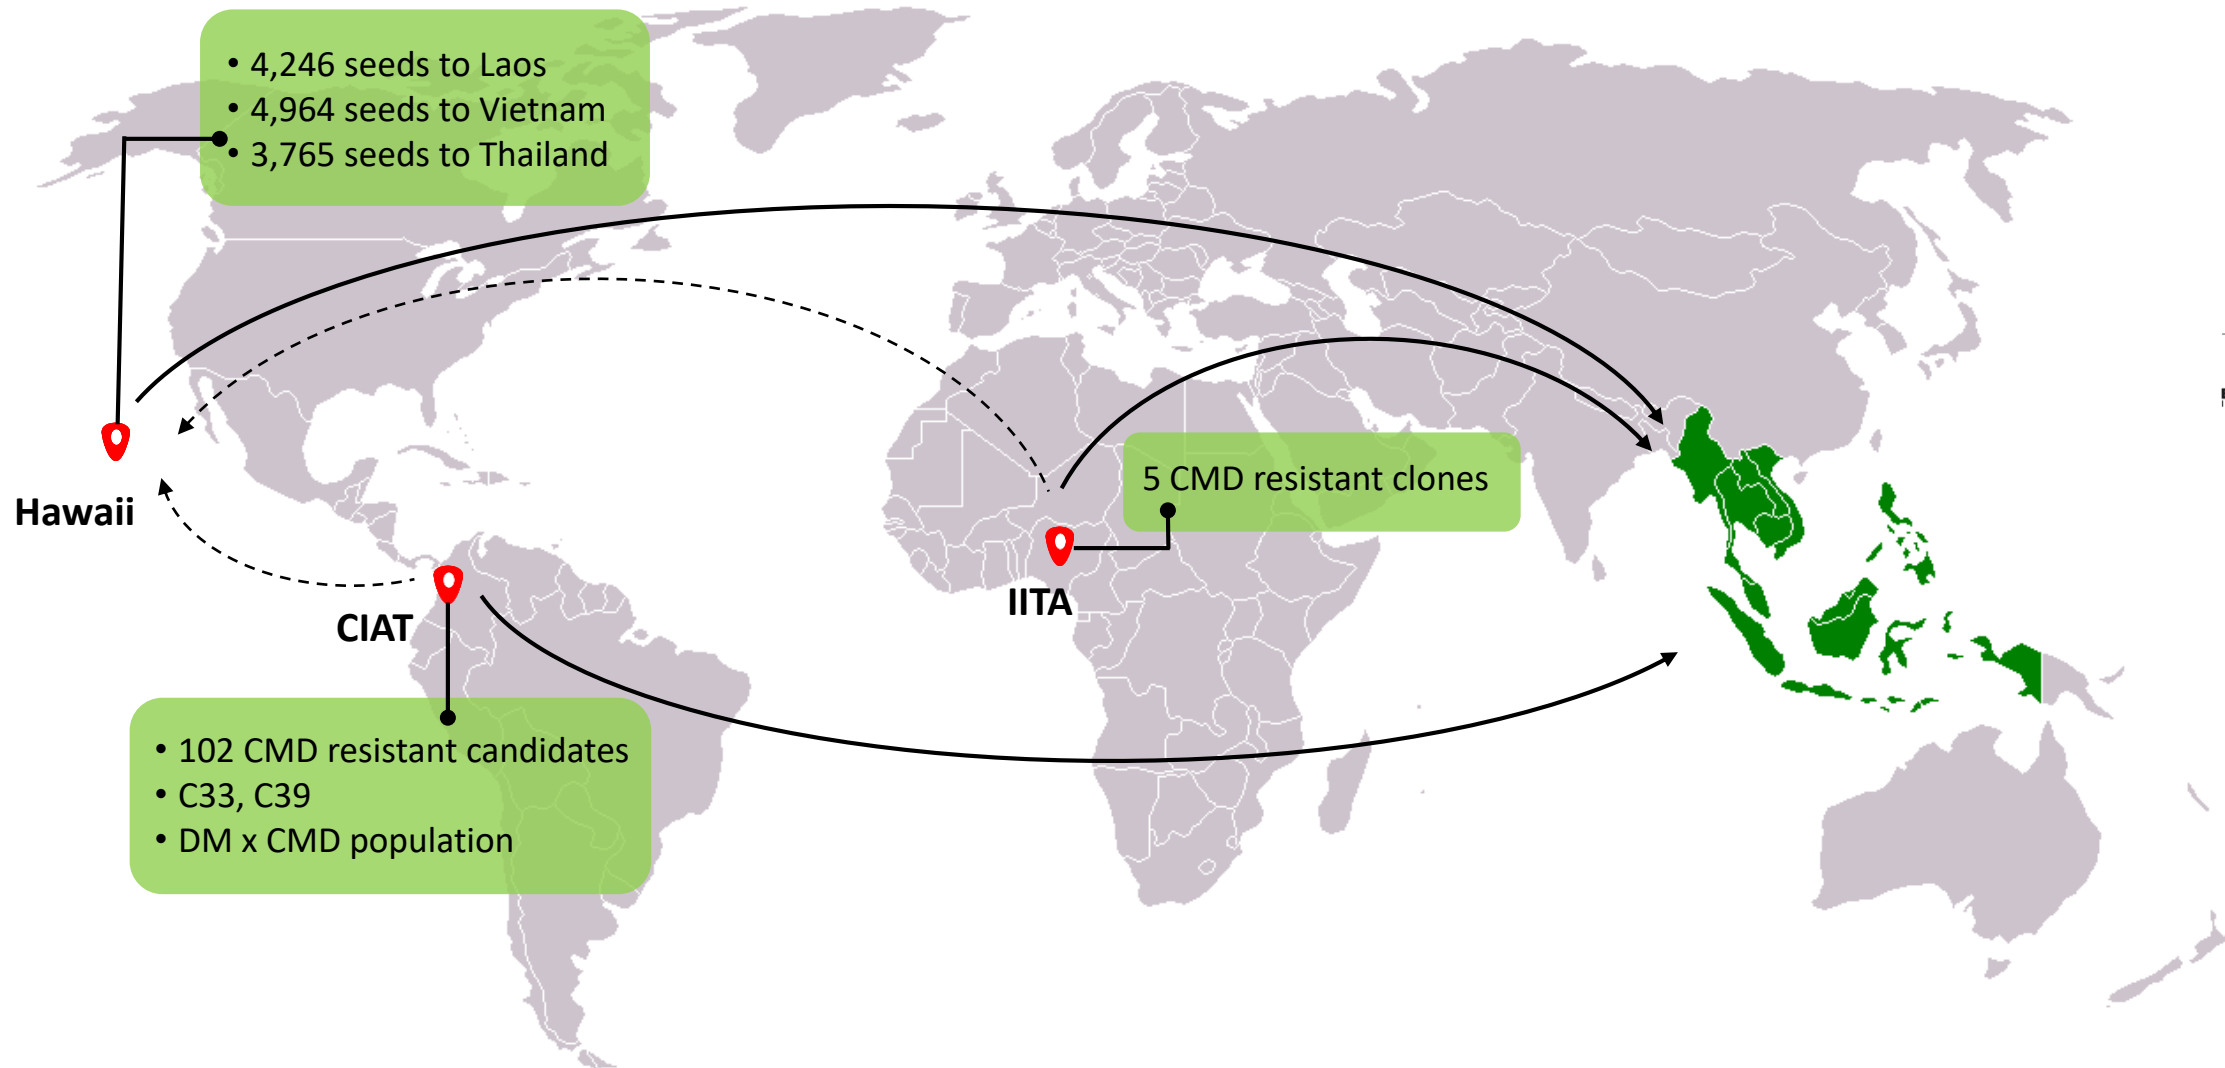 • 4,246 seeds to Laos
• 4,964 seeds to Vietnam
• 3,765 seeds to Thailand
Hawaii
5 CMD resistant clones
IITA
CIAT
• 102 CMD resistant candidates
• C33, C39
• DM x CMD population